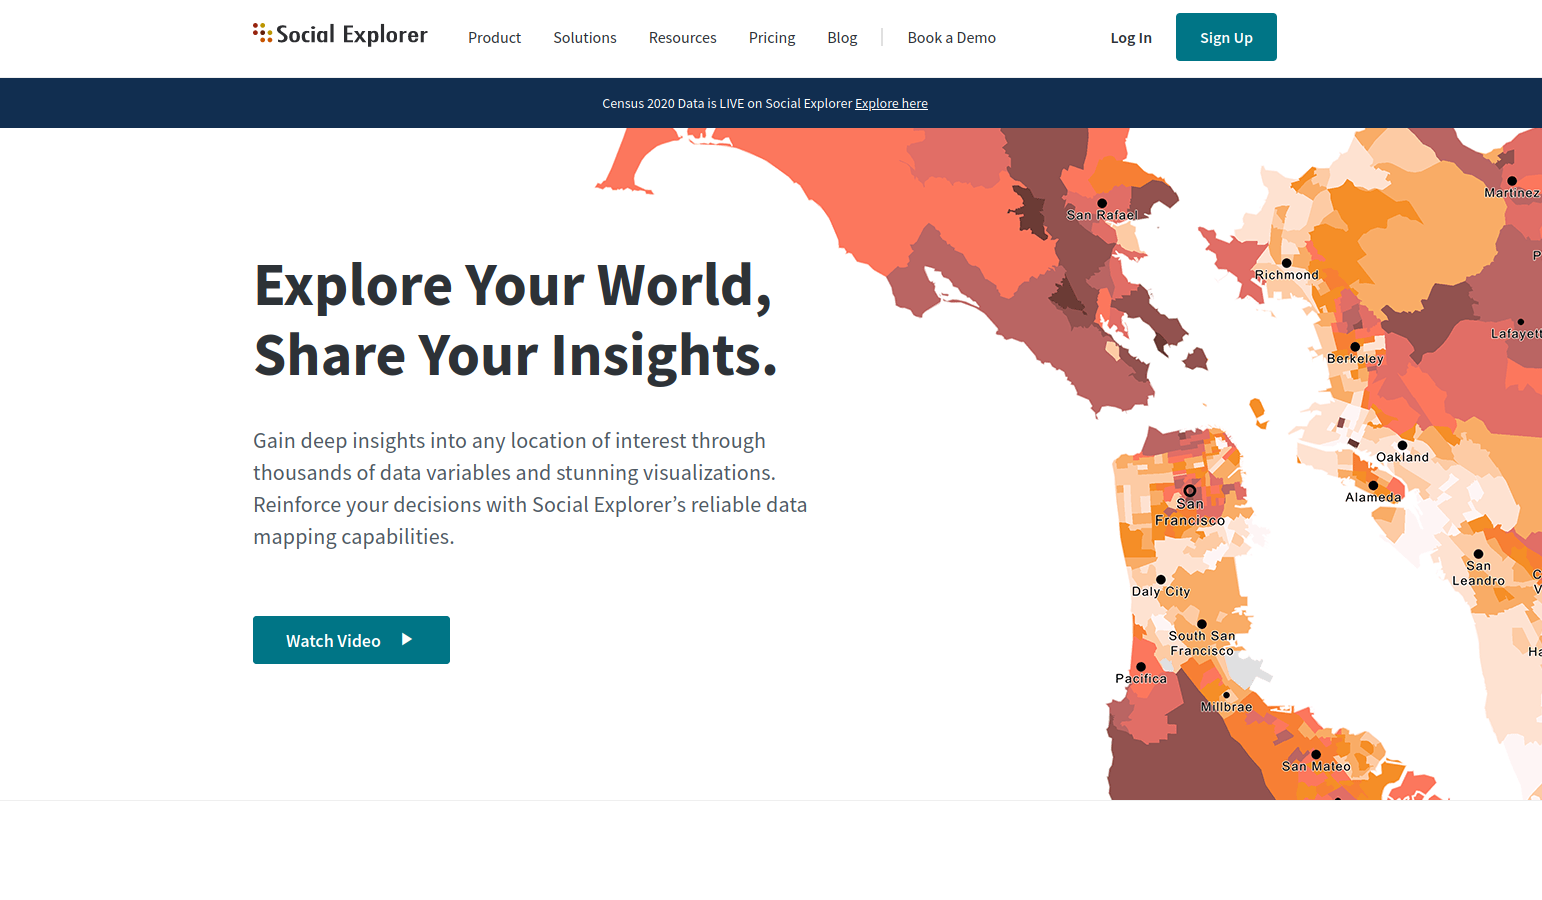 Social Explorer
Product Solutions Resources Pricing Blog Book a Demo Log In Sign Up
Census 2020 Data is LIVE on Social Explorer Explore here
Explore Your World,
Share Your Insights.
Gain deep insights into any location of interest through
thousands of data variables and stunning visualizations.
Reinforce your decisions with Social Explorer’s reliable data
mapping capabilities.
Watch Video
Martinez
San Rafael
Richmond
Berkeley
Oakland
Alameda
San
Francisco
San
Leandro
Daly City
South San
Francisco
Pacifica
Millbrae
San Mateo